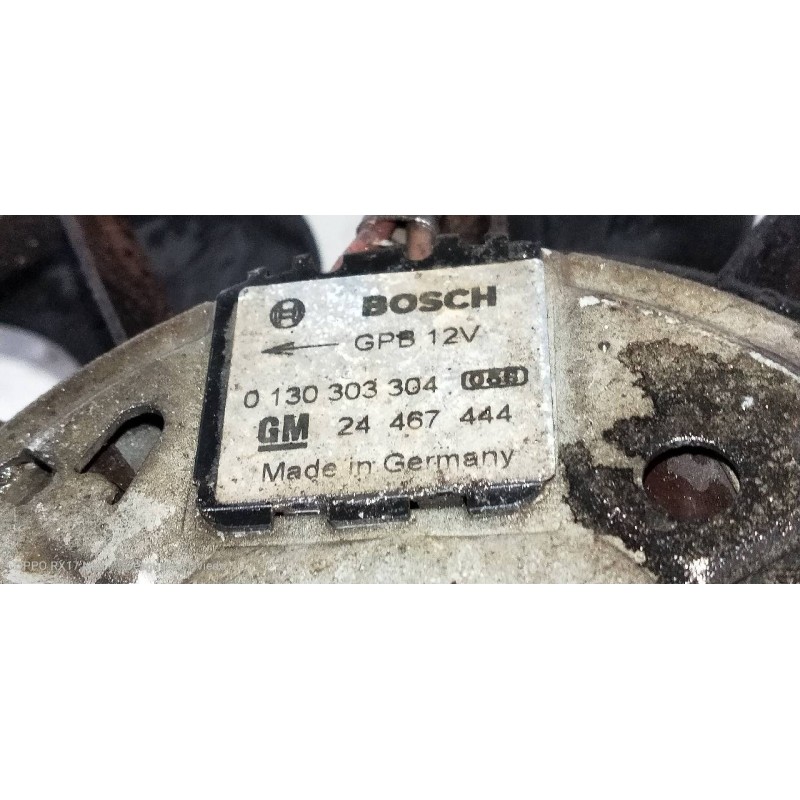 BOSCH
GPB 12V
0 130 303 304
GM 24 467 444
Made in Germany